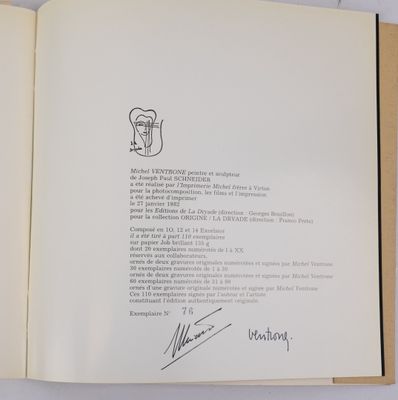 Michel VENTRONE peintre et sculpteur
de Joseph Paul SCHNEIDER
a été réalisé par l'Imprimerie Michel frères à Virton
pour la photocomposition, les films et l'impression
a été achevé d'imprimer
le 27 janvier 1982
pour les Editions de La Dryade (direction : Georges Bouillon)
pour la collection ORIGINE / LA DRYADE (direction : Franco Prete)
Composé en 10, 12 et 14 Excelsior
il a été tiré à part 110 exemplaires
sur papier Job brillant 135 g
dont 20 exemplaires numérotés de I à XX
réservés aux collaborateurs,
ornés de deux gravures originales numérotées et signées par Michel Ventrone
30 exemplaires numérotés de 1 à 30
ornés de deux gravures originales numérotées et signées par Michel Ventrone
60 exemplaires numérotés de 31 à 90
ornés d'une gravure originale numérotée et signée par Michel Ventrone
Ces 110 exemplaires signés par l'auteur et l'artiste
constituant l'édition authentiquement originale.
Exemplaire N° 76
ventrone.